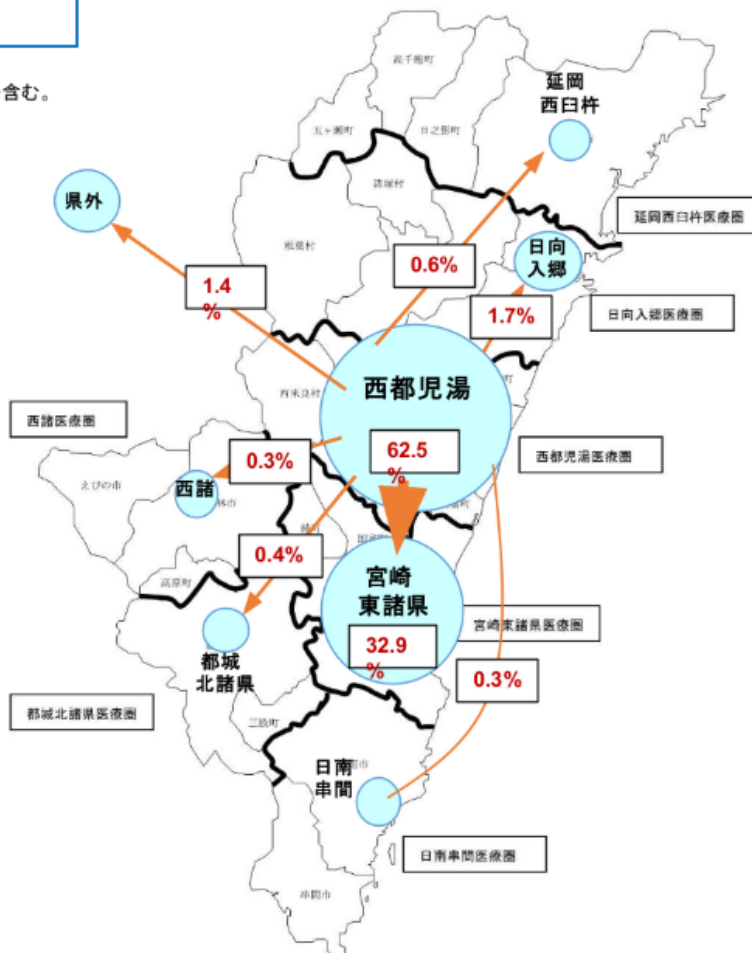 を含む。
高千穂町
延岡
西臼杵
五ヶ瀬町
日之影町
諸塚村
県外
延岡西臼杵医療圏
椎葉村
日向
入郷
0.6%
1.4
%
1.7%
日向入郷医療圏
西都児湯
西米良村
町
西諸医療圏
62.5
%
西都児湯医療圏
0.3%
えびの市
西諸
林市
綾町
0.4%
高原町
宮崎
東諸県
宮崎東諸県医療圏
32.9
%
都城
北諸県
0.3%
都城北諸県医療圏
三股町
日南
串間
市
日南串間医療圏
串間市